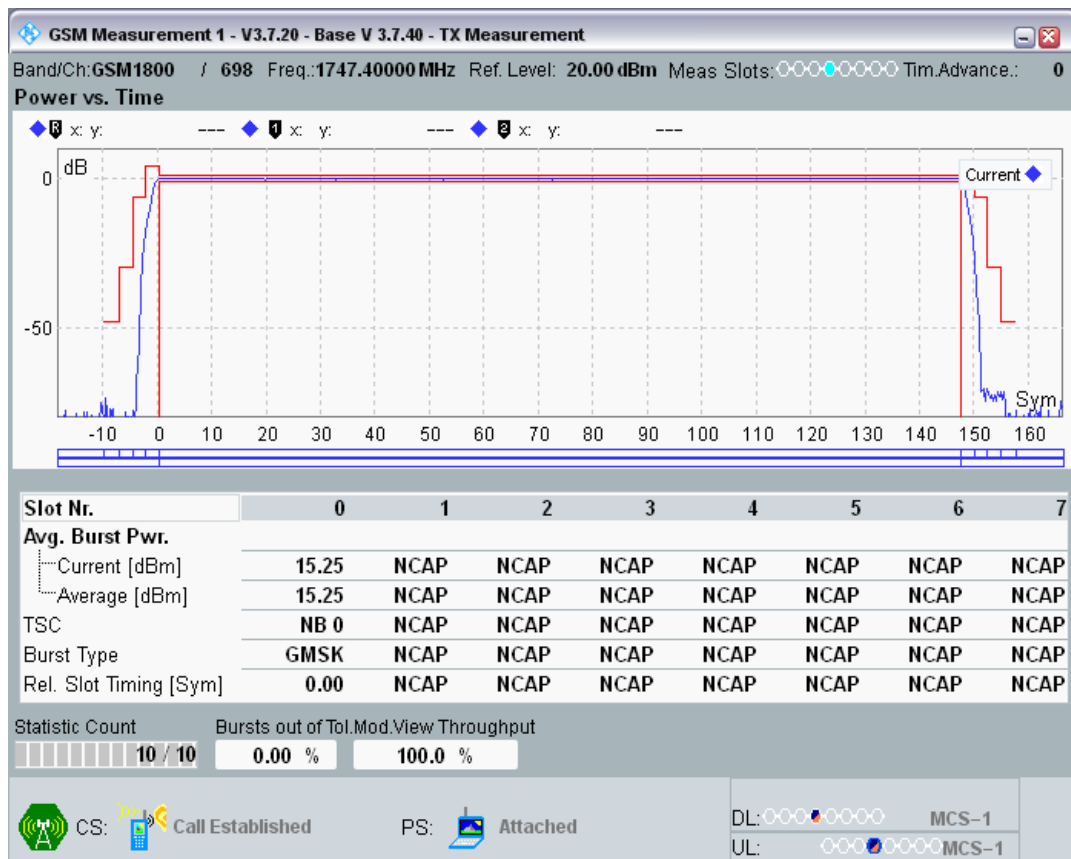 GSM Measurement 1 - V3.7.20 - Base V 3.7.40 - TX Measurement
Band/Ch:GSM1800 / 698 Freq.:1747.40000 MHz Ref. Level: 20.00 dBm Meas Slots: Tim.Advance.: 0
Power vs. Time
R x: y: --- 1 x: y: --- 2 x: y: ---
dB
Current
0
-50
Sym
-10 0 10 20 30 40 50 60 70 80 90 100 110 120 130 140 150 160
Slot Nr. 0 1 2 3 4 5 6 7
Avg. Burst Pwr.
Current [dBm] 15.25 NCAP NCAP NCAP NCAP NCAP NCAP NCAP
Average [dBm] 15.25 NCAP NCAP NCAP NCAP NCAP NCAP NCAP
TSC NB 0 NCAP NCAP NCAP NCAP NCAP NCAP NCAP
Burst Type GMSK NCAP NCAP NCAP NCAP NCAP NCAP NCAP
Rel. Slot Timing [Sym] 0.00 NCAP NCAP NCAP NCAP NCAP NCAP NCAP
Statistic Count Bursts out of Tol.Mod.View Throughput
10 / 10 0.00 % 100.0 %
CS: Call Established PS: Attached
DL: MCS-1
UL: MCS-1